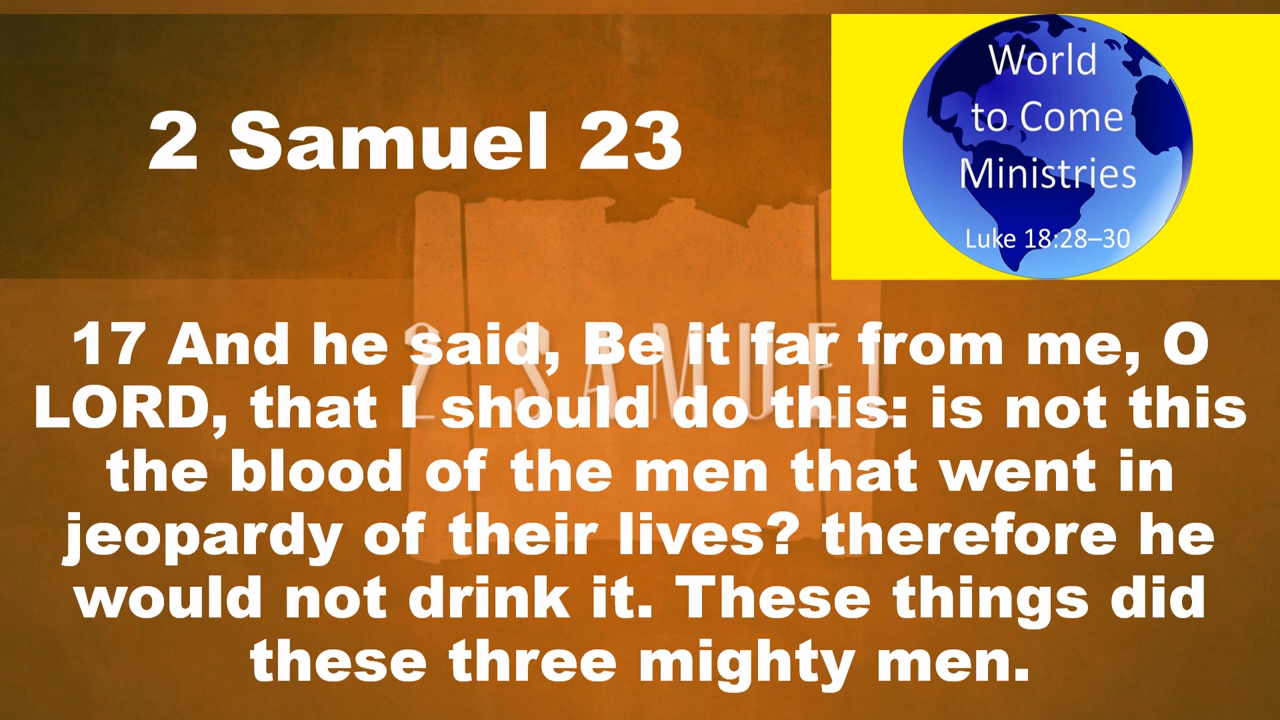 2 Samuel 23
World
to Come
Ministries
Luke 18:28–30
2 SAMUEL
17 And he said, Be it far from me, O
LORD, that I should do this: is not this
the blood of the men that went in
jeopardy of their lives? therefore he
would not drink it. These things did
these three mighty men.